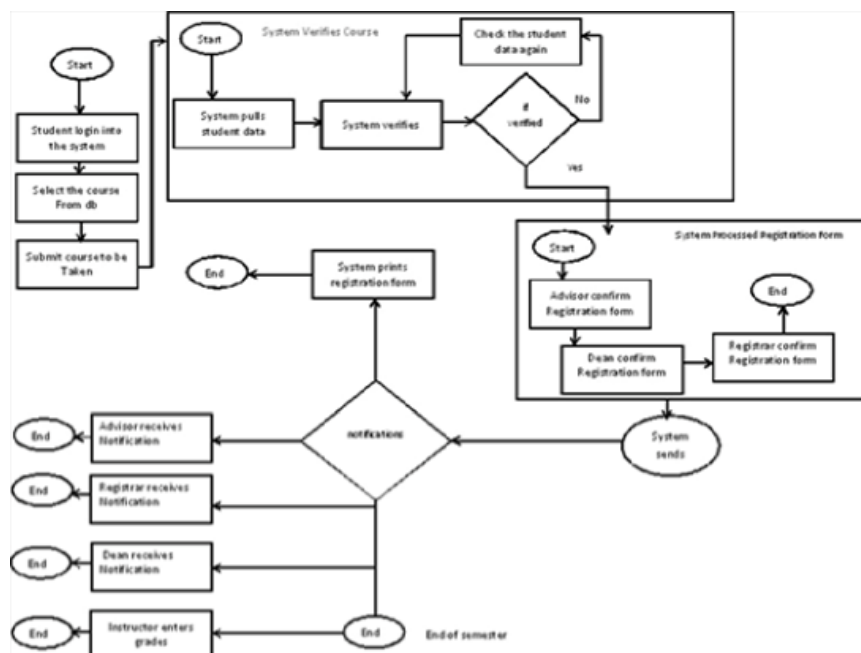 System Verifies Course
Start
Start
Check the student
data again
Student login into
the system
System pulls
student data
System verifies
if
verified
No
yes
Select the course
From db
Submit course to be
Taken
System Processed Registration Form
Start
Advisor confirm
Registration form
Dean confirm
Registration form
Registrar confirm
Registration form
End
System prints
registration form
End
System
sends
notifications
Advisor receives
Notification
End
Registrar receives
Notification
End
Dean receives
Notification
End
Instructor enters
grades
End
End
End of semester